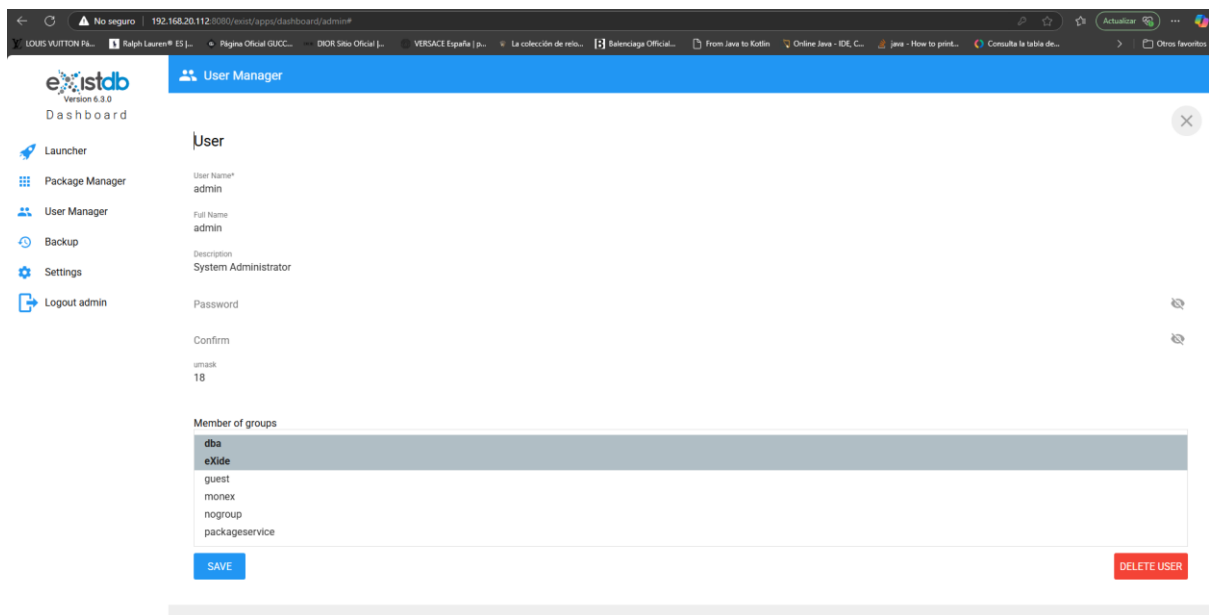 No seguro
192.168.20.112:8080/exist/apps/dashboard/admin#
Actualizar
LOUIS VUITTON Pá...
Ralph Lauren® ES |...
Página Oficial GUCC...
DIOR Sitio Oficial |...
VERSACE España | p...
La colección de relo...
Balenciaga Official...
From Java to Kotlin
Online Java - IDE, C...
java - How to print...
Consulta la tabla de...
Otros favoritos
existdb
Version 6.3.0
Dashboard
Launcher
Package Manager
User Manager
Backup
Settings
Logout admin
User Manager
User
User Name*
admin
Full Name
admin
Description
System Administrator
Password
Confirm
umask
18
Member of groups
dba
eXide
guest
monex
nogroup
packageservice
SAVE
DELETE USER